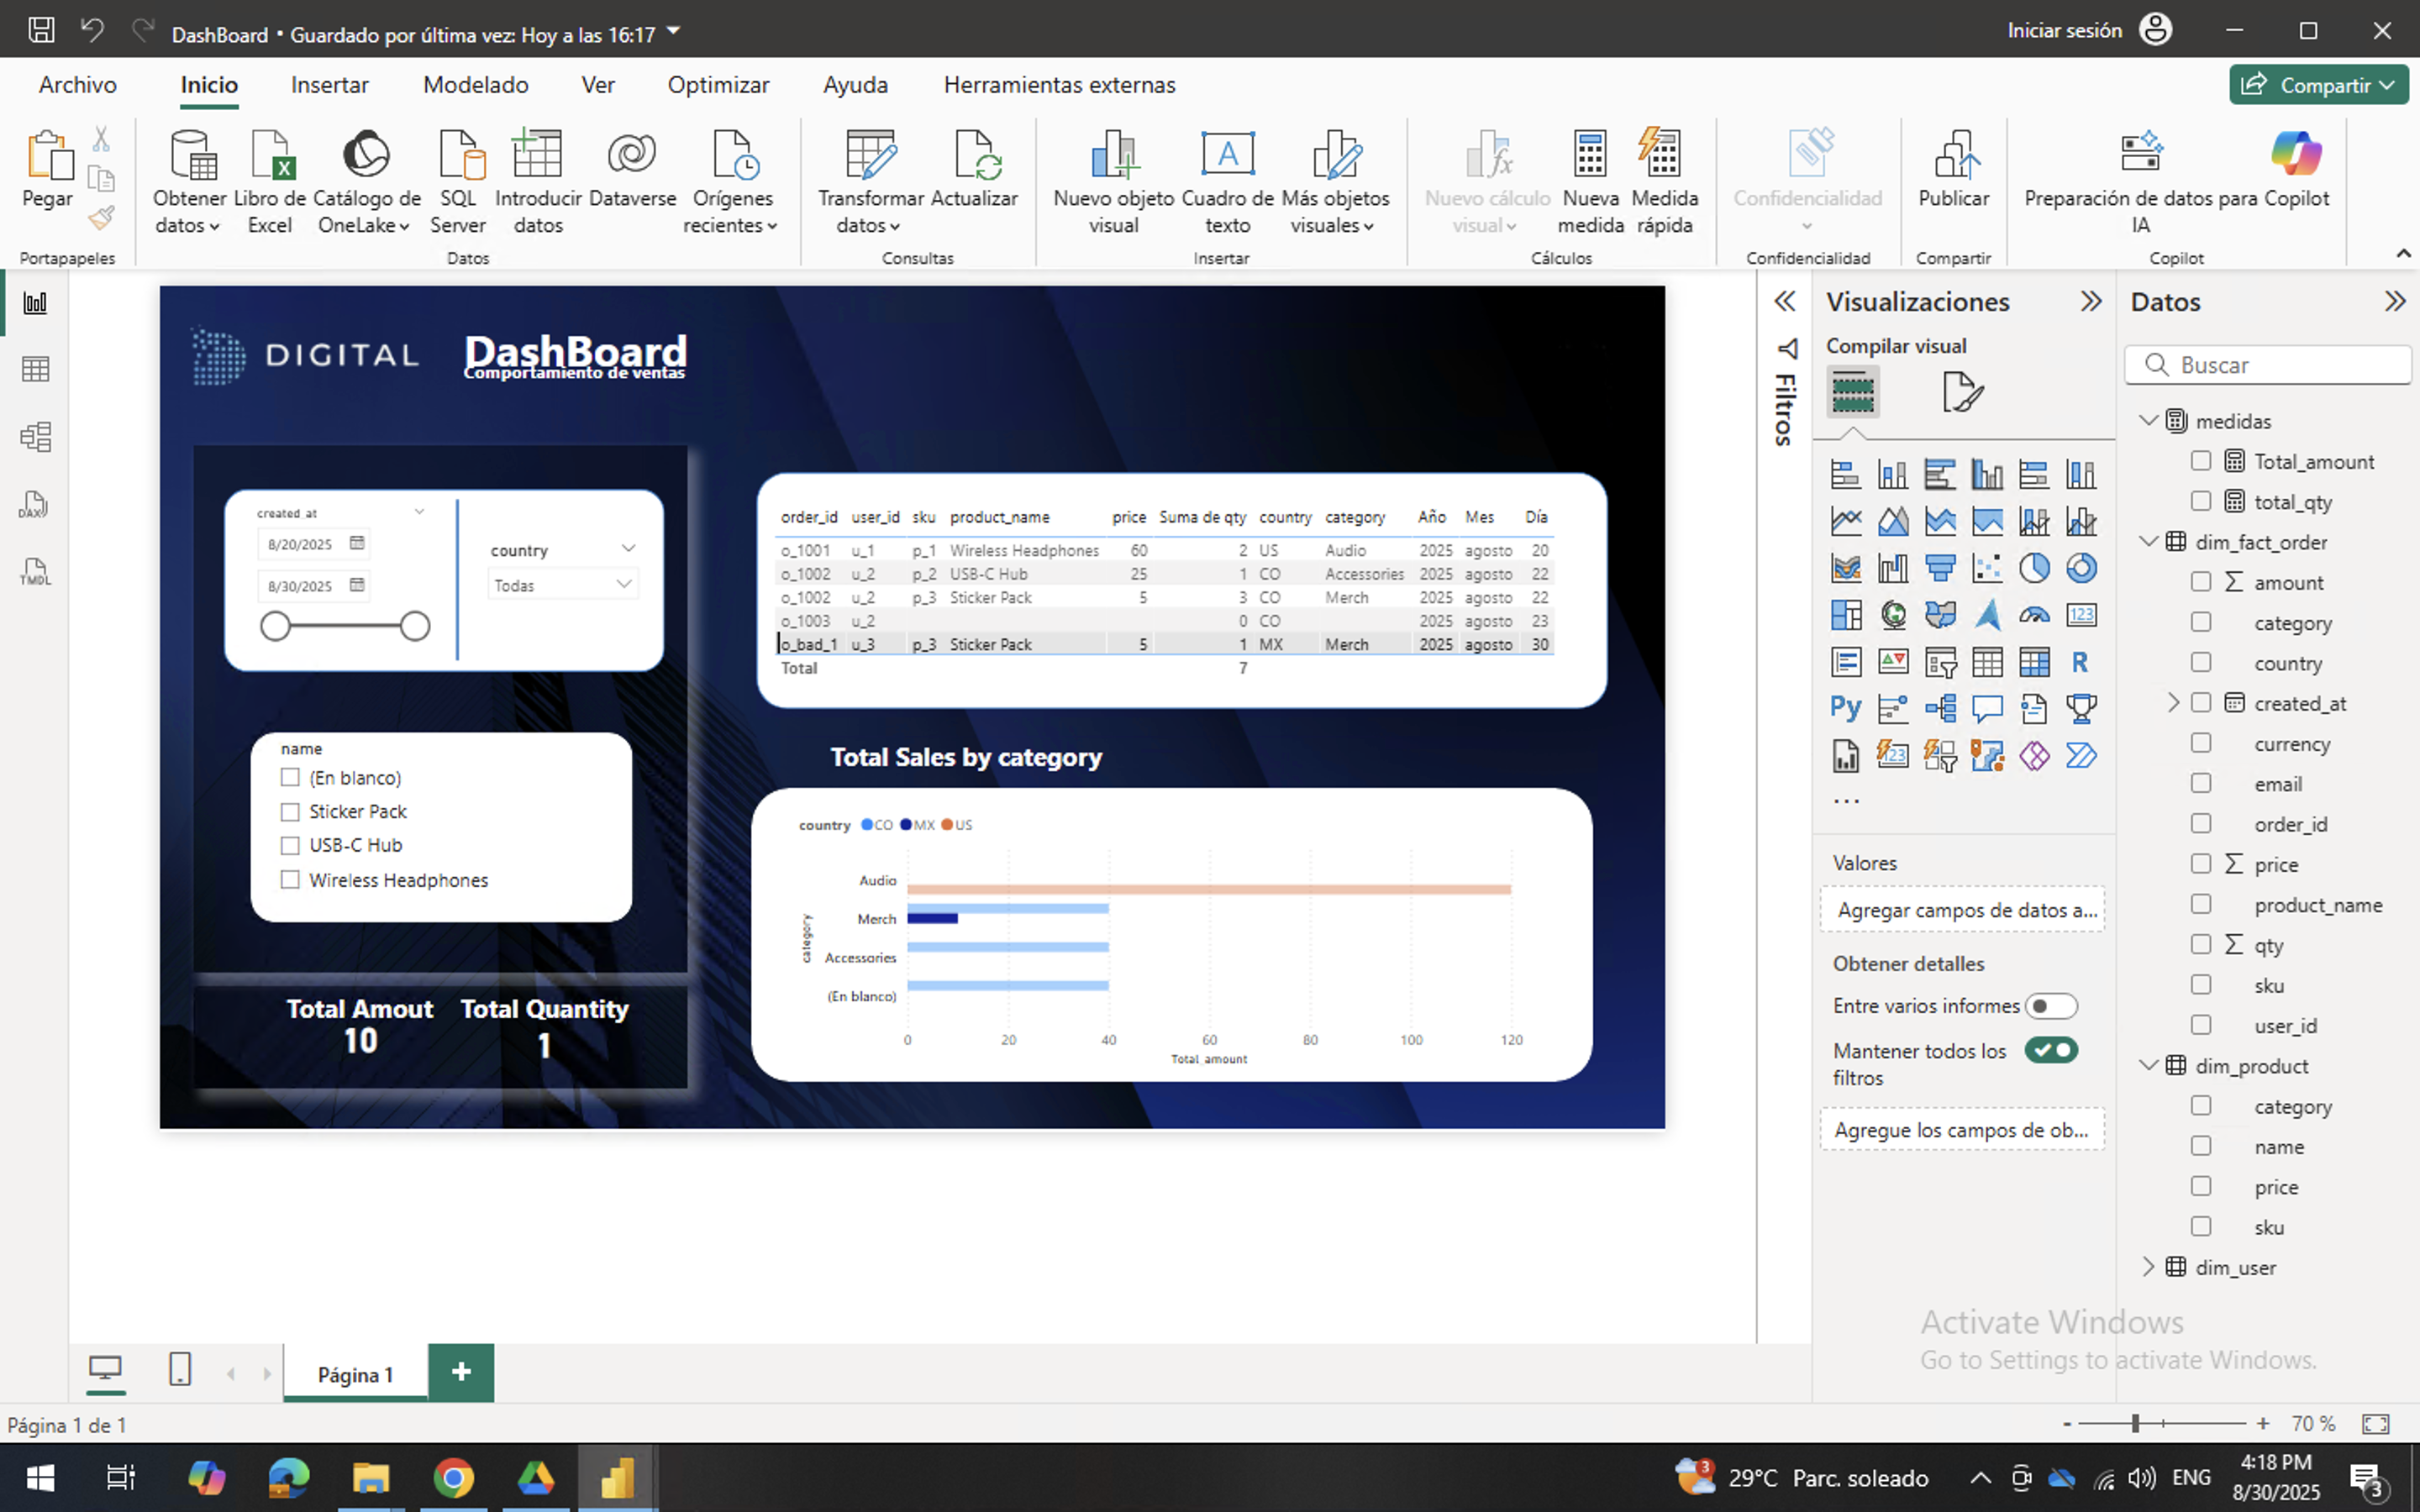 DashBoard • Guardado por última vez: Hoy a las 16:17
Iniciar sesión
Archivo Inicio Insertar Modelado Ver Optimizar Ayuda Herramientas externas
Compartir
Pegar
Obtener datos
Libro de Excel
Catálogo de OneLake
SQL Server
Introducir datos
Dataverse
Orígenes recientes
Transformar datos
Actualizar
Nuevo objeto visual
Cuadro de texto
Más objetos visuales
Nuevo cálculo visual
Nueva medida
Medida rápida
Confidencialidad
Publicar
Preparación de datos para IA
Copilot
Portapapeles
Datos
Consultas
Insertar
Cálculos
Confidencialidad
Compartir
Copilot
DAX
TMDL
DIGITAL
DashBoard
Comportamiento de ventas
created_at
8/20/2025
8/30/2025
country
Todas
name
(En blanco)
Sticker Pack
USB-C Hub
Wireless Headphones
Total Amout
10
Total Quantity
1
order_id user_id sku product_name price Suma de qty country category Año Mes Día
o_1001 u_1 p_1 Wireless Headphones 60 2 US Audio 2025 agosto 20
o_1002 u_2 p_2 USB-C Hub 25 1 CO Accessories 2025 agosto 22
o_1002 u_2 p_3 Sticker Pack 5 3 CO Merch 2025 agosto 22
o_1003 u_2 0 CO 2025 agosto 23
o_bad_1 u_3 p_3 Sticker Pack 5 1 MX Merch 2025 agosto 30
Total 7
Total Sales by category
country CO MX US
category
Audio
Merch
Accessories
(En blanco)
0 20 40 60 80 100 120
Total_amount
Filtros
Visualizaciones
Compilar visual
123
R
Py
123
...
Valores
Agregar campos de datos a...
Obtener detalles
Entre varios informes
Mantener todos los filtros
Agregue los campos de ob...
Datos
Buscar
medidas
Total_amount
total_qty
dim_fact_order
amount
category
country
created_at
currency
email
order_id
price
product_name
qty
sku
user_id
dim_product
category
name
price
sku
dim_user
Activate Windows
Go to Settings to activate Windows.
Página 1
+
Página 1 de 1
- + 70 %
3
29°C Parc. soleado
ENG
4:18 PM
8/30/2025
3